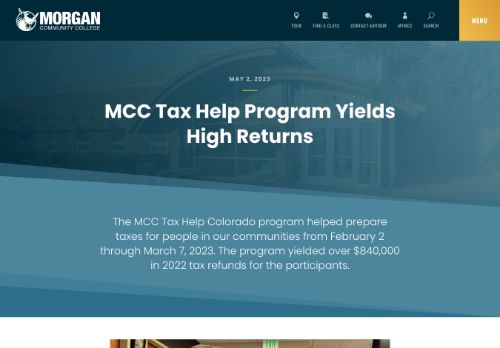 MORGAN
COMMUNITY COLLEGE
TOUR
FIND A CLASS
CONTACT ADVISOR
MYMCC
SEARCH
MENU
MAY 2, 2023
MCC Tax Help Program Yields
High Returns
The MCC Tax Help Colorado program helped prepare
taxes for people in our communities from February 2
through March 7, 2023. The program yielded over $840,000
in 2022 tax refunds for the participants.